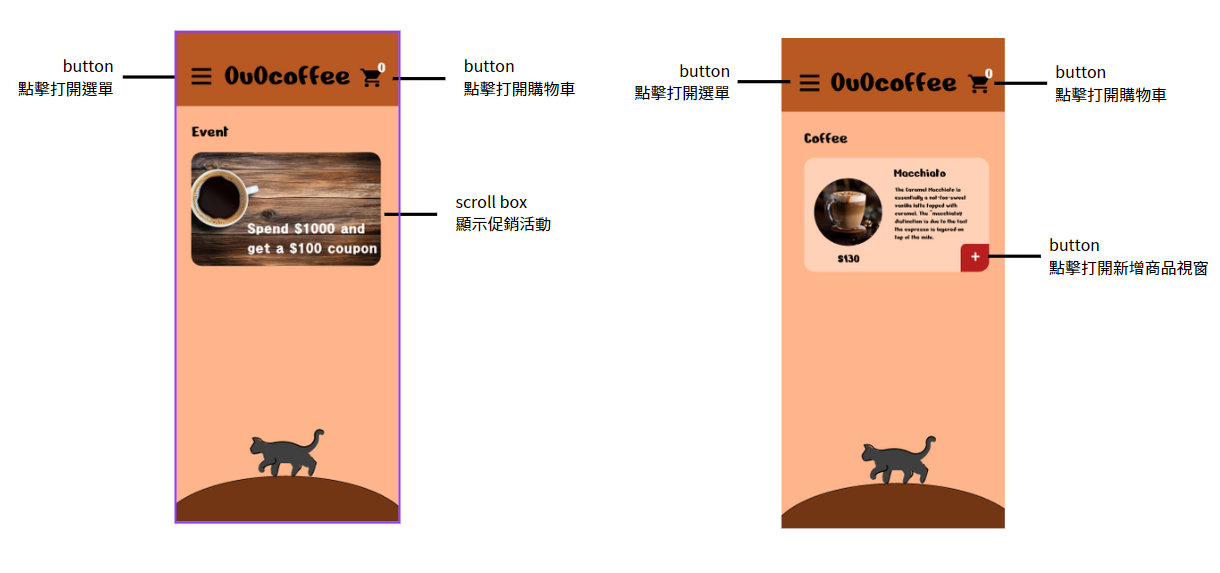 button
點擊打開選單
OuOcoffee
0
button
點擊打開購物車
Event
Spend $1000 and
get a $100 coupon
scroll box
顯示促銷活動
button
點擊打開選單
OuOcoffee
0
button
點擊打開購物車
Coffee
Macchiato
The Caramel Macchiato is
essentially a not-too-sweet
vanilla latte topped with
caramel. The "macchiato"
distinction is due to the fact
the espresso is layered on
top of the milk.
$130
+
button
點擊打開新增商品視窗